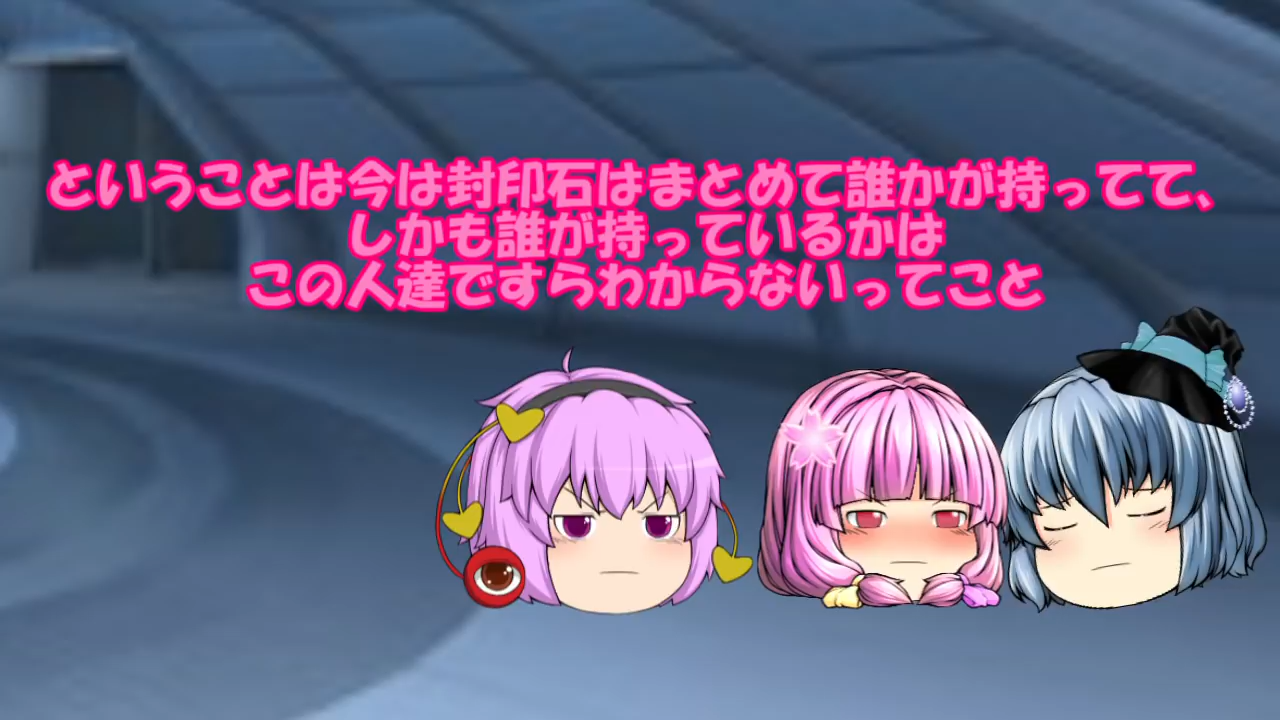 ということは今は封印石はまとめて誰かが持ってて、
しかも誰が持っているかは
この人達ですらわからないってこと